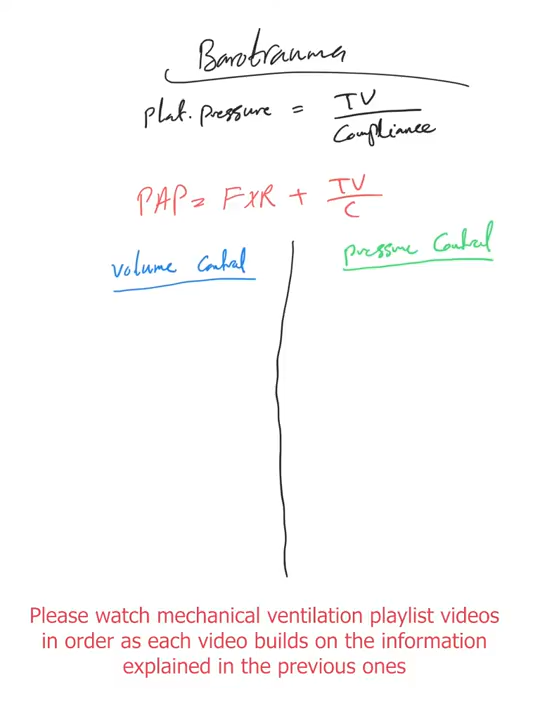 Barotrauma
Plat. pressure = TV / Compliance
PAP = F x R + TV / C
Volume Control
pressure Control
Please watch mechanical ventilation playlist videos
in order as each video builds on the information
explained in the previous ones